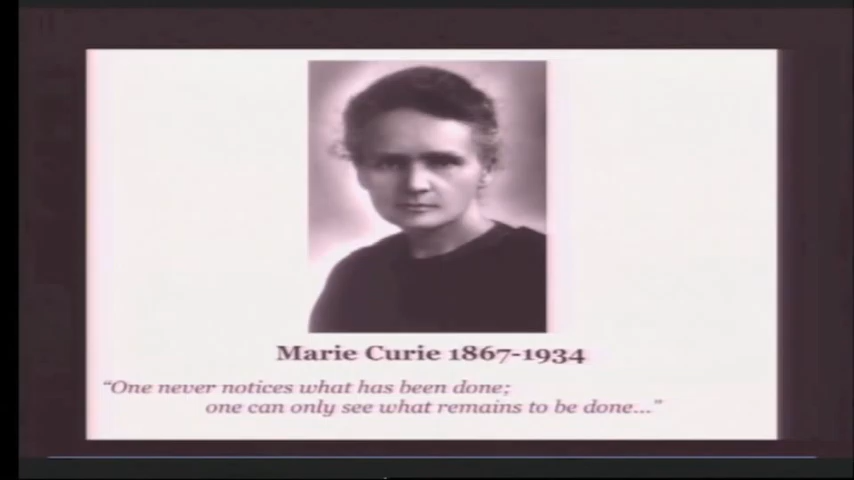 Marie Curie 1867-1934
“One never notices what has been done;
one can only see what remains to be done...”